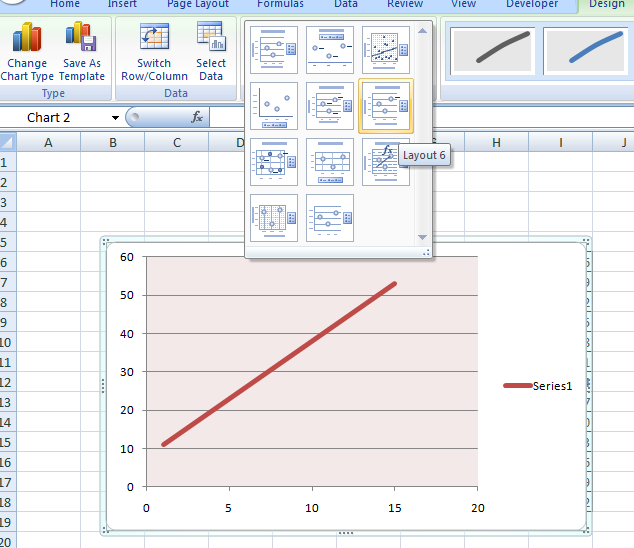 Home Insert Page Layout Formulas Data Review View Developer Design
Change Chart Type
Save As Template
Switch Row/Column
Select Data
Type
Data
Chart 2
fx
Layout 6
A B C D H I J
1
2
3
4
5
6
7
8
9
10
11
12
13
14
15
16
17
18
19
20
60
50
40
30
20
10
0
0 5 10 15 20
Series1